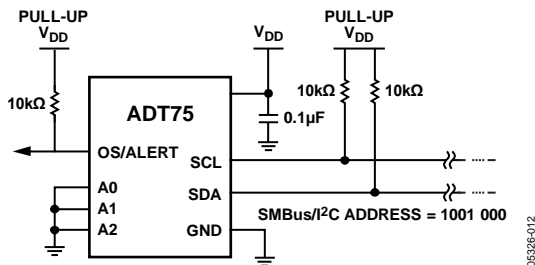 PULL-UP
VDD
10kΩ
OS/ALERT
A0
A1
A2
ADT75
SCL
SDA
GND
VDD
0.1µF
PULL-UP
VDD
10kΩ
10kΩ
SMBus/I²C ADDRESS = 1001 000
05326-012